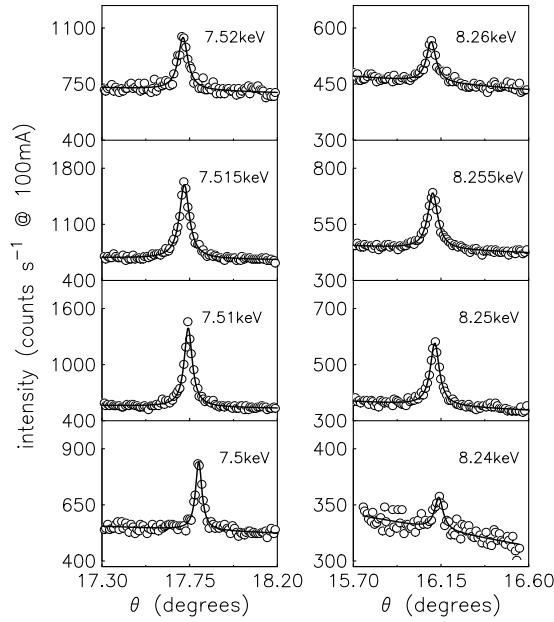 intensity (counts s⁻¹ @ 100mA)
1100
750
400
7.52keV
600
450
300
8.26keV
1800
1100
400
7.515keV
800
550
300
8.255keV
1600
1000
400
7.51keV
700
500
300
8.25keV
900
650
400
7.5keV
400
350
300
8.24keV
17.30 17.75 18.20
15.70 16.15 16.60
θ (degrees)
θ (degrees)